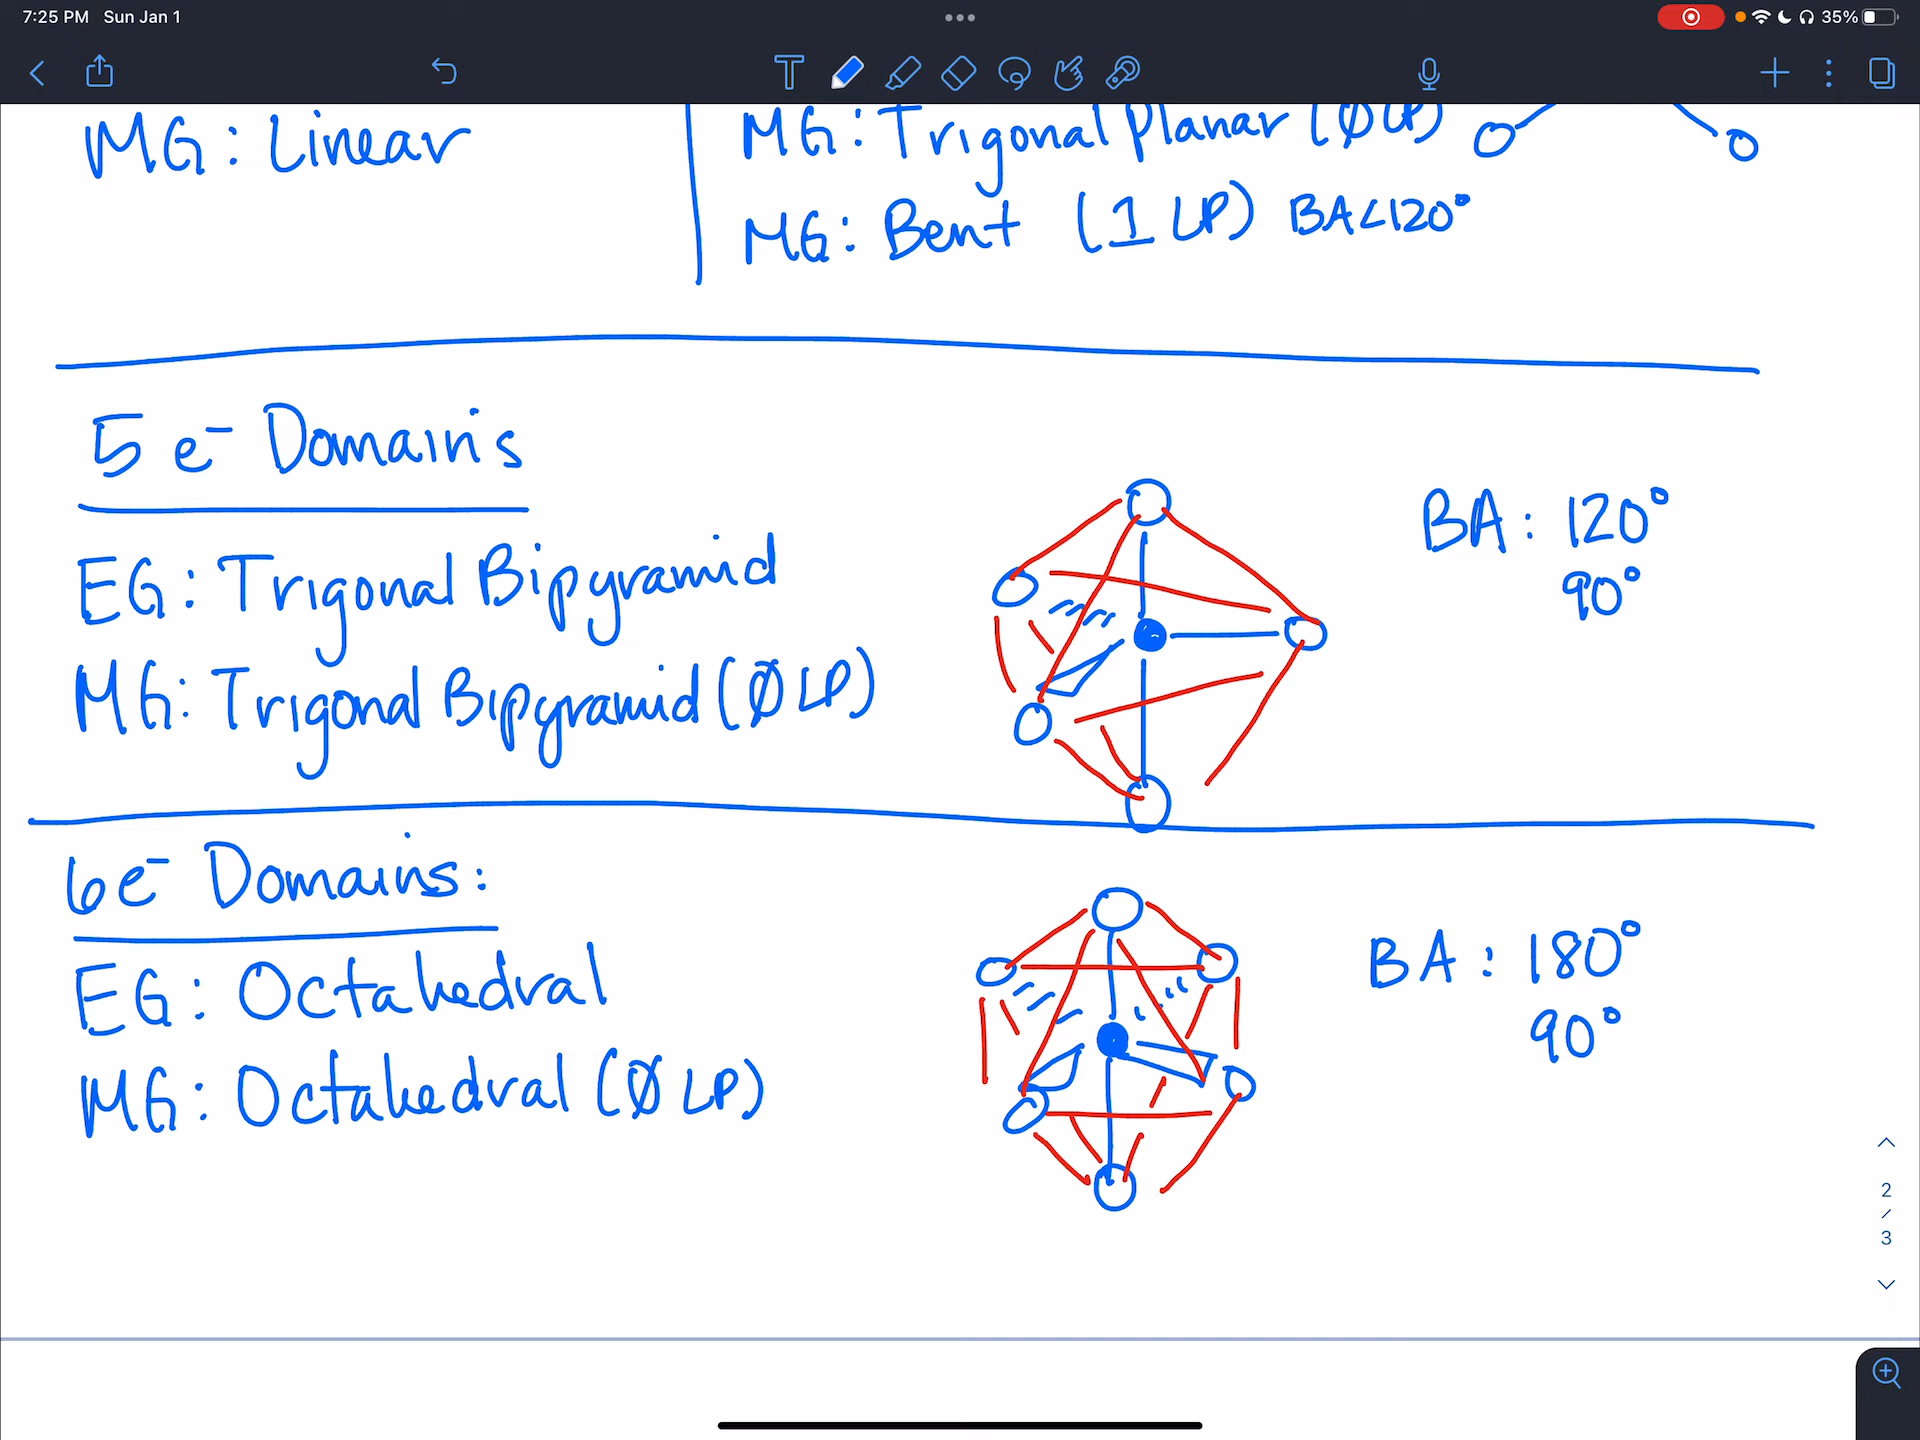 7:25 PM Sun Jan 1
35%
MG: Linear
MG: Trigonal Planar (Ø LP)
MG: Bent (1 LP) BA<120°
5 e⁻ Domains
EG: Trigonal Bipyramid
MG: Trigonal Bipyramid (Ø LP)
BA: 120°
90°
6e⁻ Domains:
EG: Octahedral
MG: Octahedral (Ø LP)
BA: 180°
90°
2
/
3